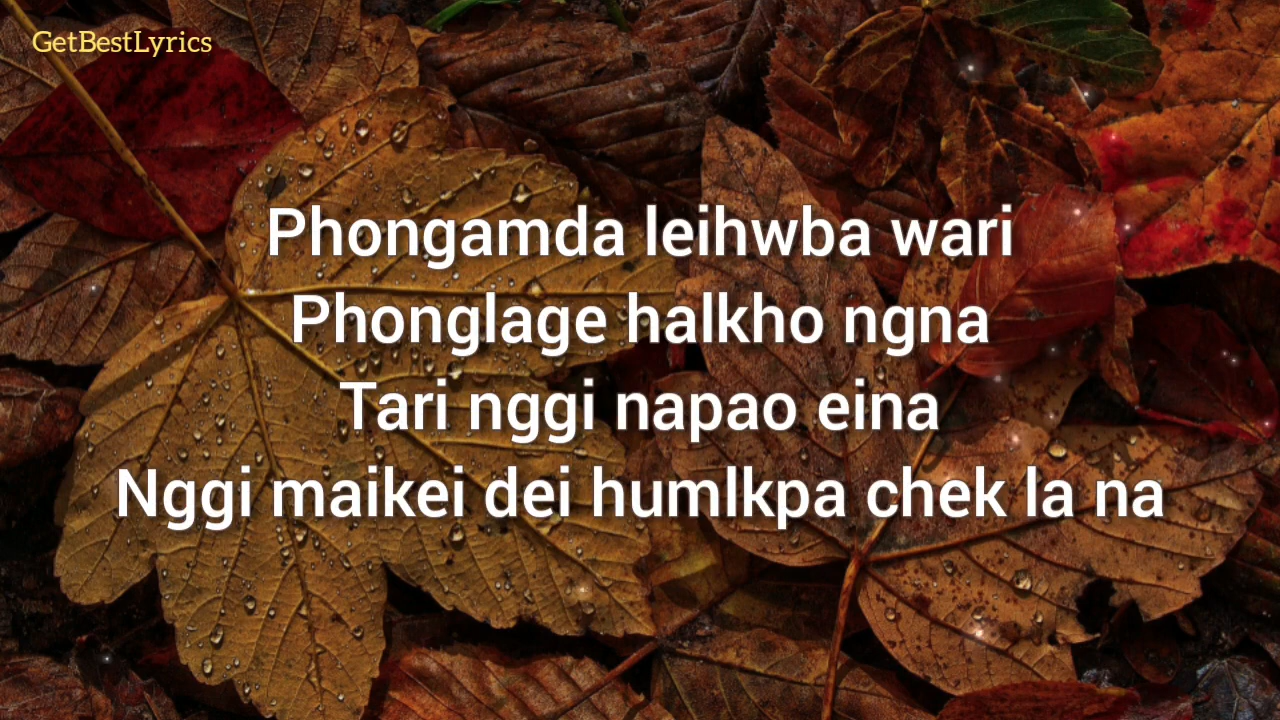 GetBestLyrics
Phongamda leihwba wari
Phonglage halkho ngna
Tari nggi napao eina
Nggi maikei dei humlkpa chek la na